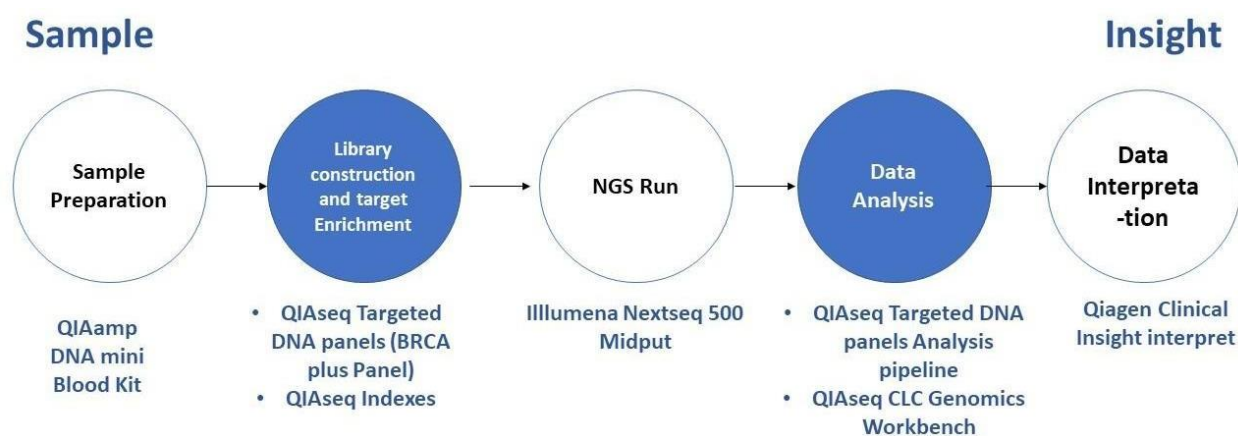 Sample
Insight
Sample
Preparation
Library
construction
and target
Enrichment
NGS Run
Data
Analysis
Data
Interpreta
-tion
QIAamp
DNA mini
Blood Kit
• QIAseq Targeted
DNA panels (BRCA
plus Panel)
• QIAseq Indexes
Illlumena Nextseq 500
Midput
• QIAseq Targeted DNA
panels Analysis
pipeline
• QIAseq CLC Genomics
Workbench
Qiagen Clinical
Insight interpret